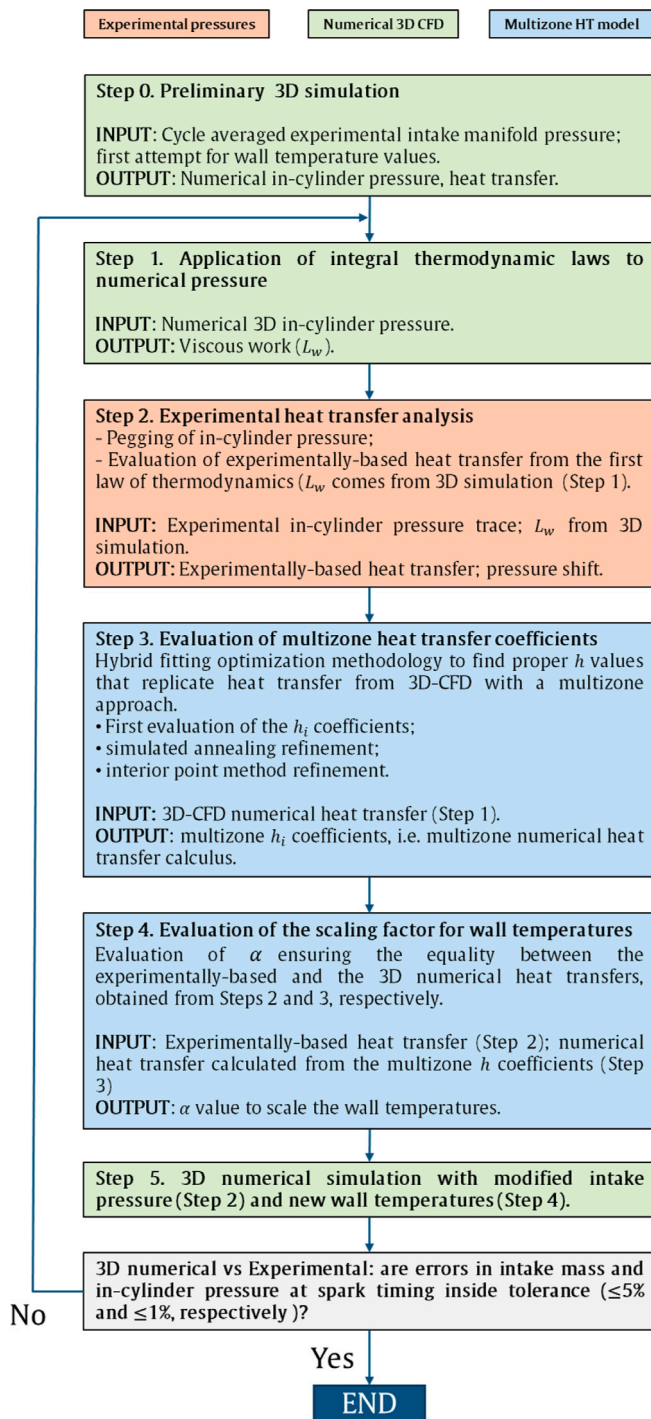 Experimental pressures
Numerical 3D CFD
Multizone HT model
Step 0. Preliminary 3D simulation
INPUT: Cycle averaged experimental intake manifold pressure;
first attempt for wall temperature values.
OUTPUT: Numerical in-cylinder pressure, heat transfer.
Step 1. Application of integral thermodynamic laws to
numerical pressure
INPUT: Numerical 3D in-cylinder pressure.
OUTPUT: Viscous work (L_w).
Step 2. Experimental heat transfer analysis
- Pegging of in-cylinder pressure;
- Evaluation of experimentally-based heat transfer from the first
law of thermodynamics (L_w comes from 3D simulation (Step 1).
INPUT: Experimental in-cylinder pressure trace; L_w from 3D
simulation.
OUTPUT: Experimentally-based heat transfer; pressure shift.
Step 3. Evaluation of multizone heat transfer coefficients
Hybrid fitting optimization methodology to find proper h values
that replicate heat transfer from 3D-CFD with a multizone
approach.
• First evaluation of the h_i coefficients;
• simulated annealing refinement;
• interior point method refinement.
INPUT: 3D-CFD numerical heat transfer (Step 1).
OUTPUT: multizone h_i coefficients, i.e. multizone numerical heat
transfer calculus.
Step 4. Evaluation of the scaling factor for wall temperatures
Evaluation of α ensuring the equality between the
experimentally-based and the 3D numerical heat transfers,
obtained from Steps 2 and 3, respectively.
INPUT: Experimentally-based heat transfer (Step 2); numerical
heat transfer calculated from the multizone h coefficients (Step
3)
OUTPUT: α value to scale the wall temperatures.
Step 5. 3D numerical simulation with modified intake
pressure (Step 2) and new wall temperatures (Step 4).
3D numerical vs Experimental: are errors in intake mass and
in-cylinder pressure at spark timing inside tolerance (≤5%
and ≤1%, respectively )?
No
Yes
END